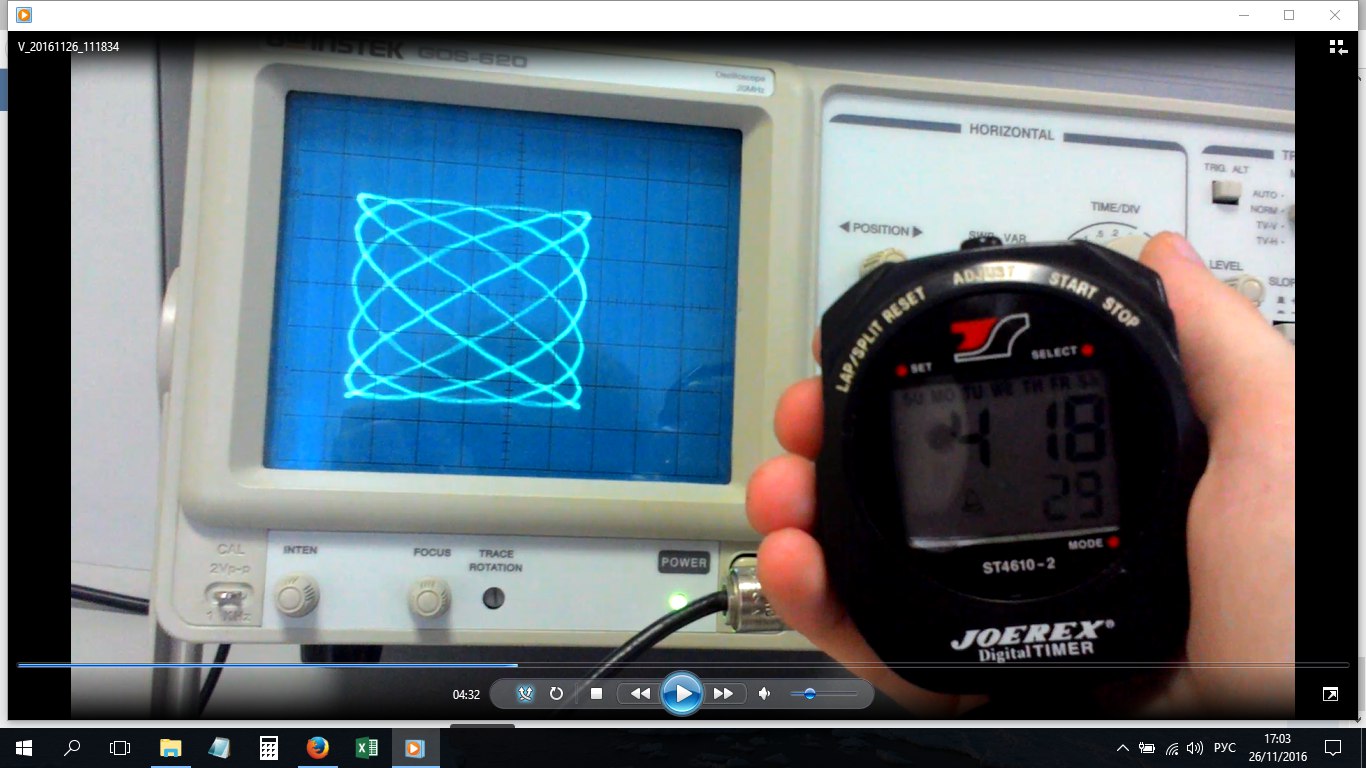 V_20161126_111834
INSTEK GOS-620
Oscilloscope
20MHz
HORIZONTAL
TRIG. ALT
AUTO
NORM
TV-V
TV-H
TIME/DIV
.5 .2
◀ POSITION ▶
VAR
LEVEL
LAP/SPLIT RESET
ADJUST
START STOP
SET
SELECT
SU MO TU WE TH FR SA
4 18
29
MODE
ST4610-2
JOEREX®
Digital TIMER
CAL
2Vp-p
1 KHz
INTEN
FOCUS
TRACE
ROTATION
POWER
04:32
РУС
17:03
26/11/2016